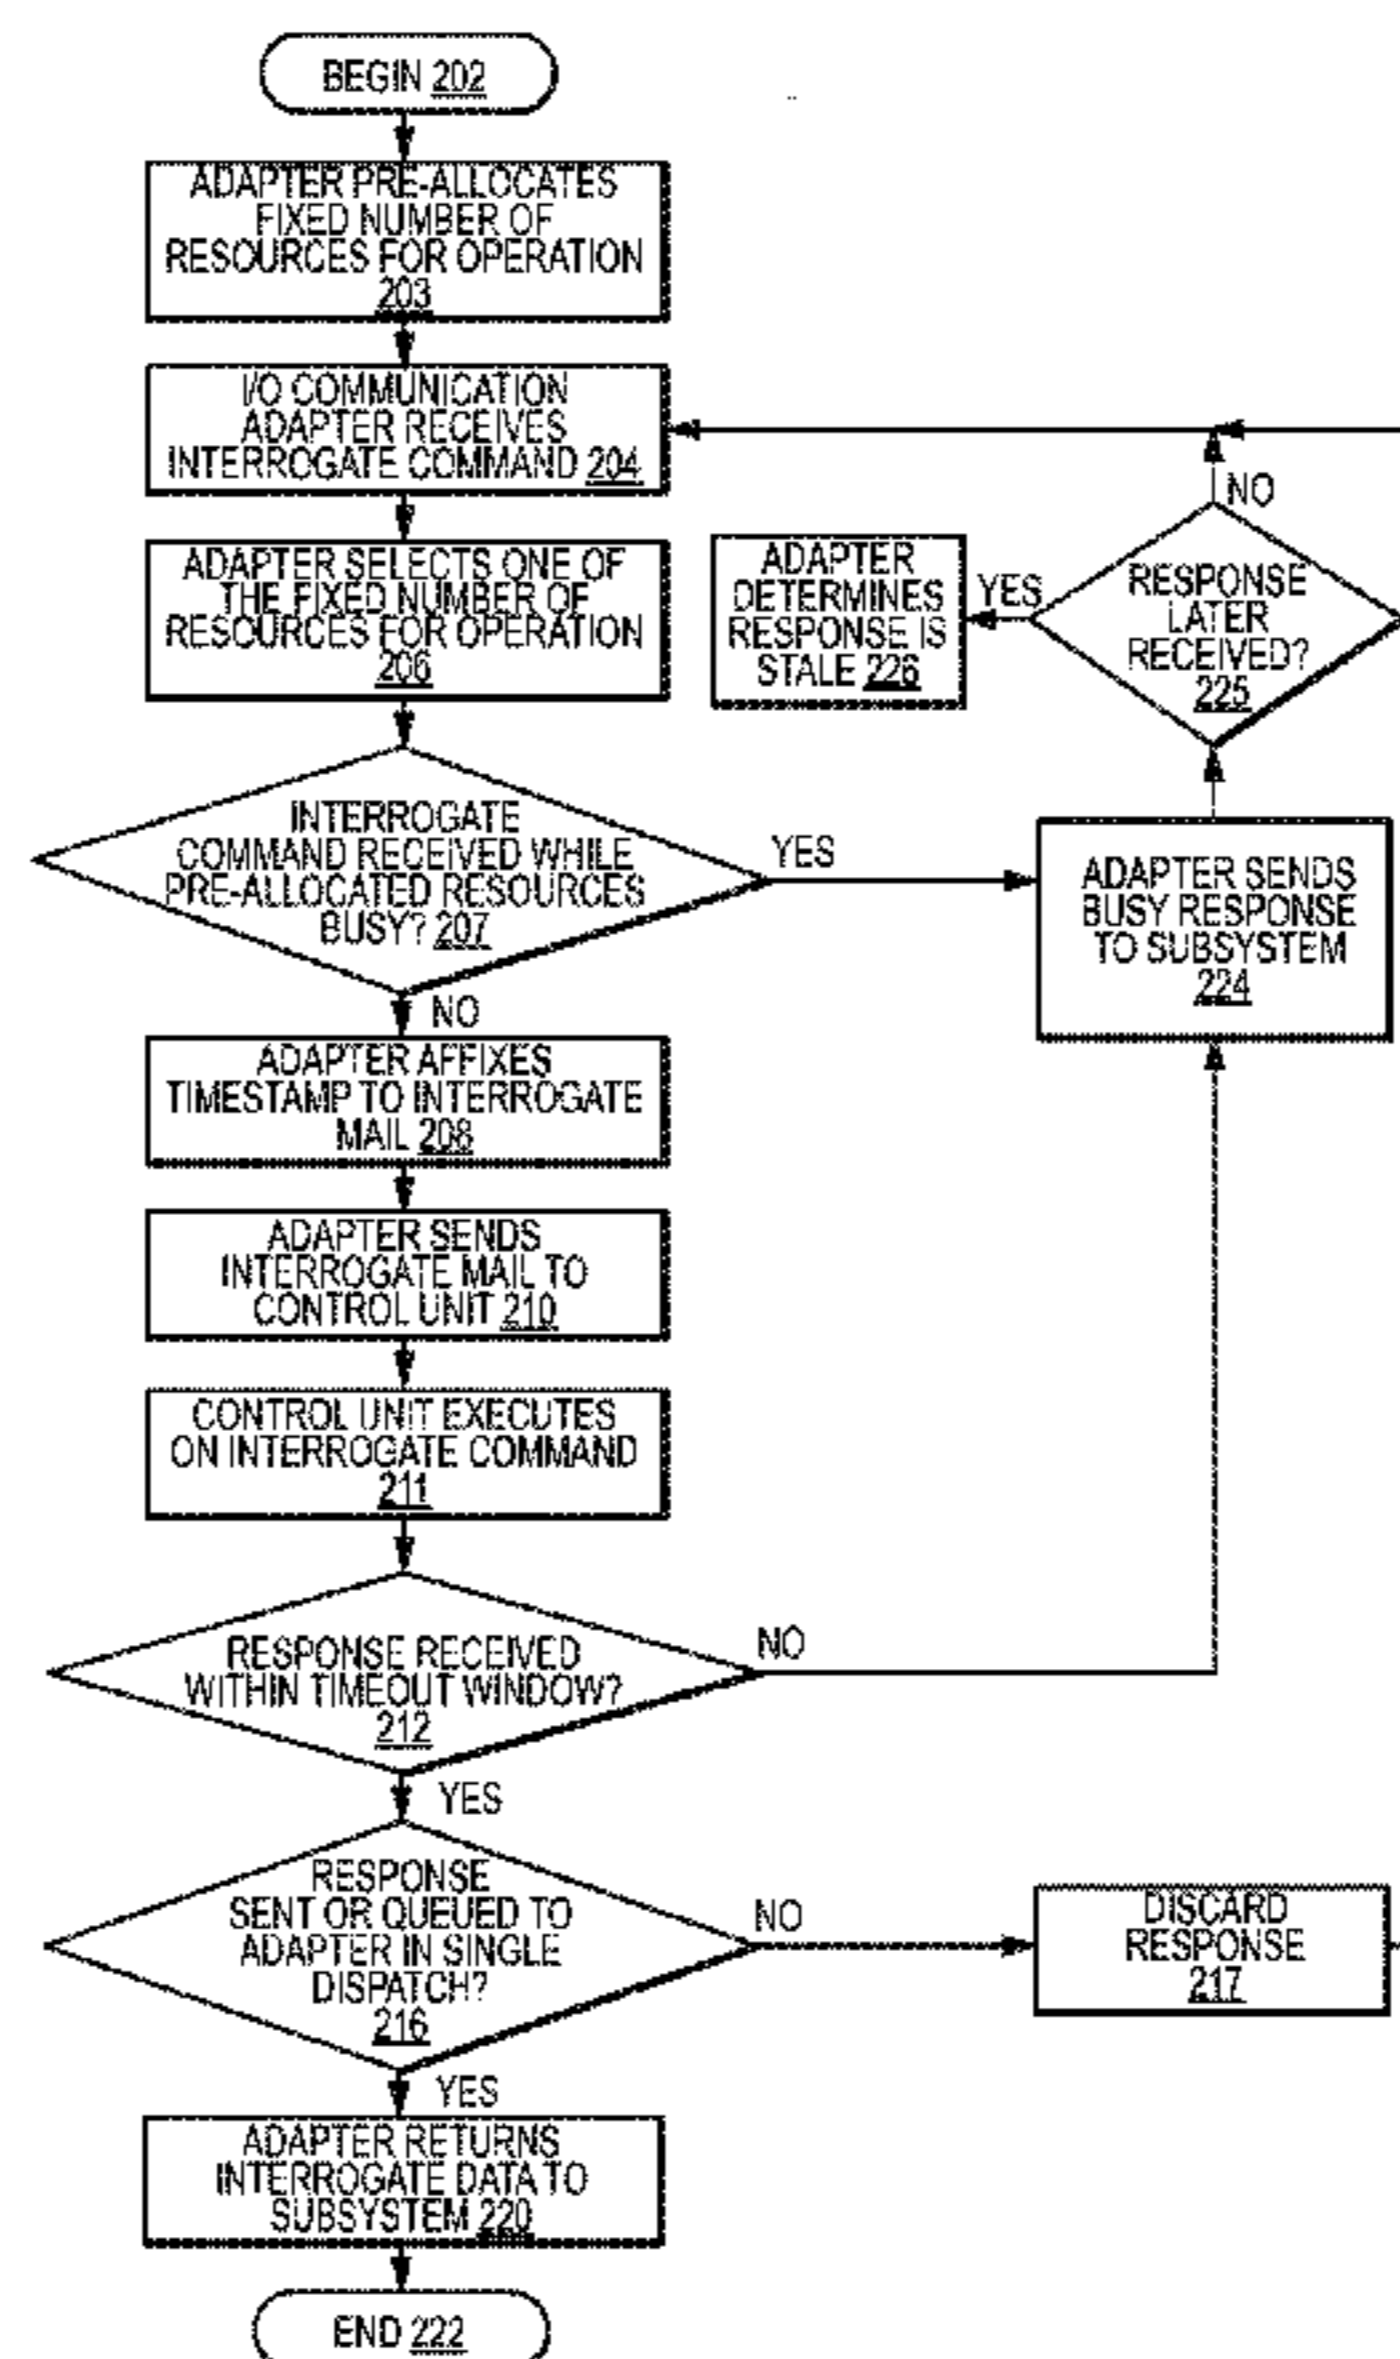 BEGIN 202
ADAPTER PRE-ALLOCATES
FIXED NUMBER OF
RESOURCES FOR OPERATION
203
I/O COMMUNICATION
ADAPTER RECEIVES
INTERROGATE COMMAND 204
ADAPTER SELECTS ONE OF
THE FIXED NUMBER OF
RESOURCES FOR OPERATION
206
INTERROGATE
COMMAND RECEIVED WHILE
PRE-ALLOCATED RESOURCES
BUSY? 207
YES
NO
ADAPTER SENDS
BUSY RESPONSE
TO SUBSYSTEM
224
RESPONSE
LATER
RECEIVED?
225
NO
YES
ADAPTER
DETERMINES
RESPONSE IS
STALE 226
ADAPTER AFFIXES
TIMESTAMP TO INTERROGATE
MAIL 208
ADAPTER SENDS
INTERROGATE MAIL TO
CONTROL UNIT 210
CONTROL UNIT EXECUTES
ON INTERROGATE COMMAND
211
RESPONSE RECEIVED
WITHIN TIMEOUT WINDOW?
212
NO
YES
RESPONSE
SENT OR QUEUED TO
ADAPTER IN SINGLE
DISPATCH?
216
NO
DISCARD
RESPONSE
217
YES
ADAPTER RETURNS
INTERROGATE DATA TO
SUBSYSTEM 220
END 222